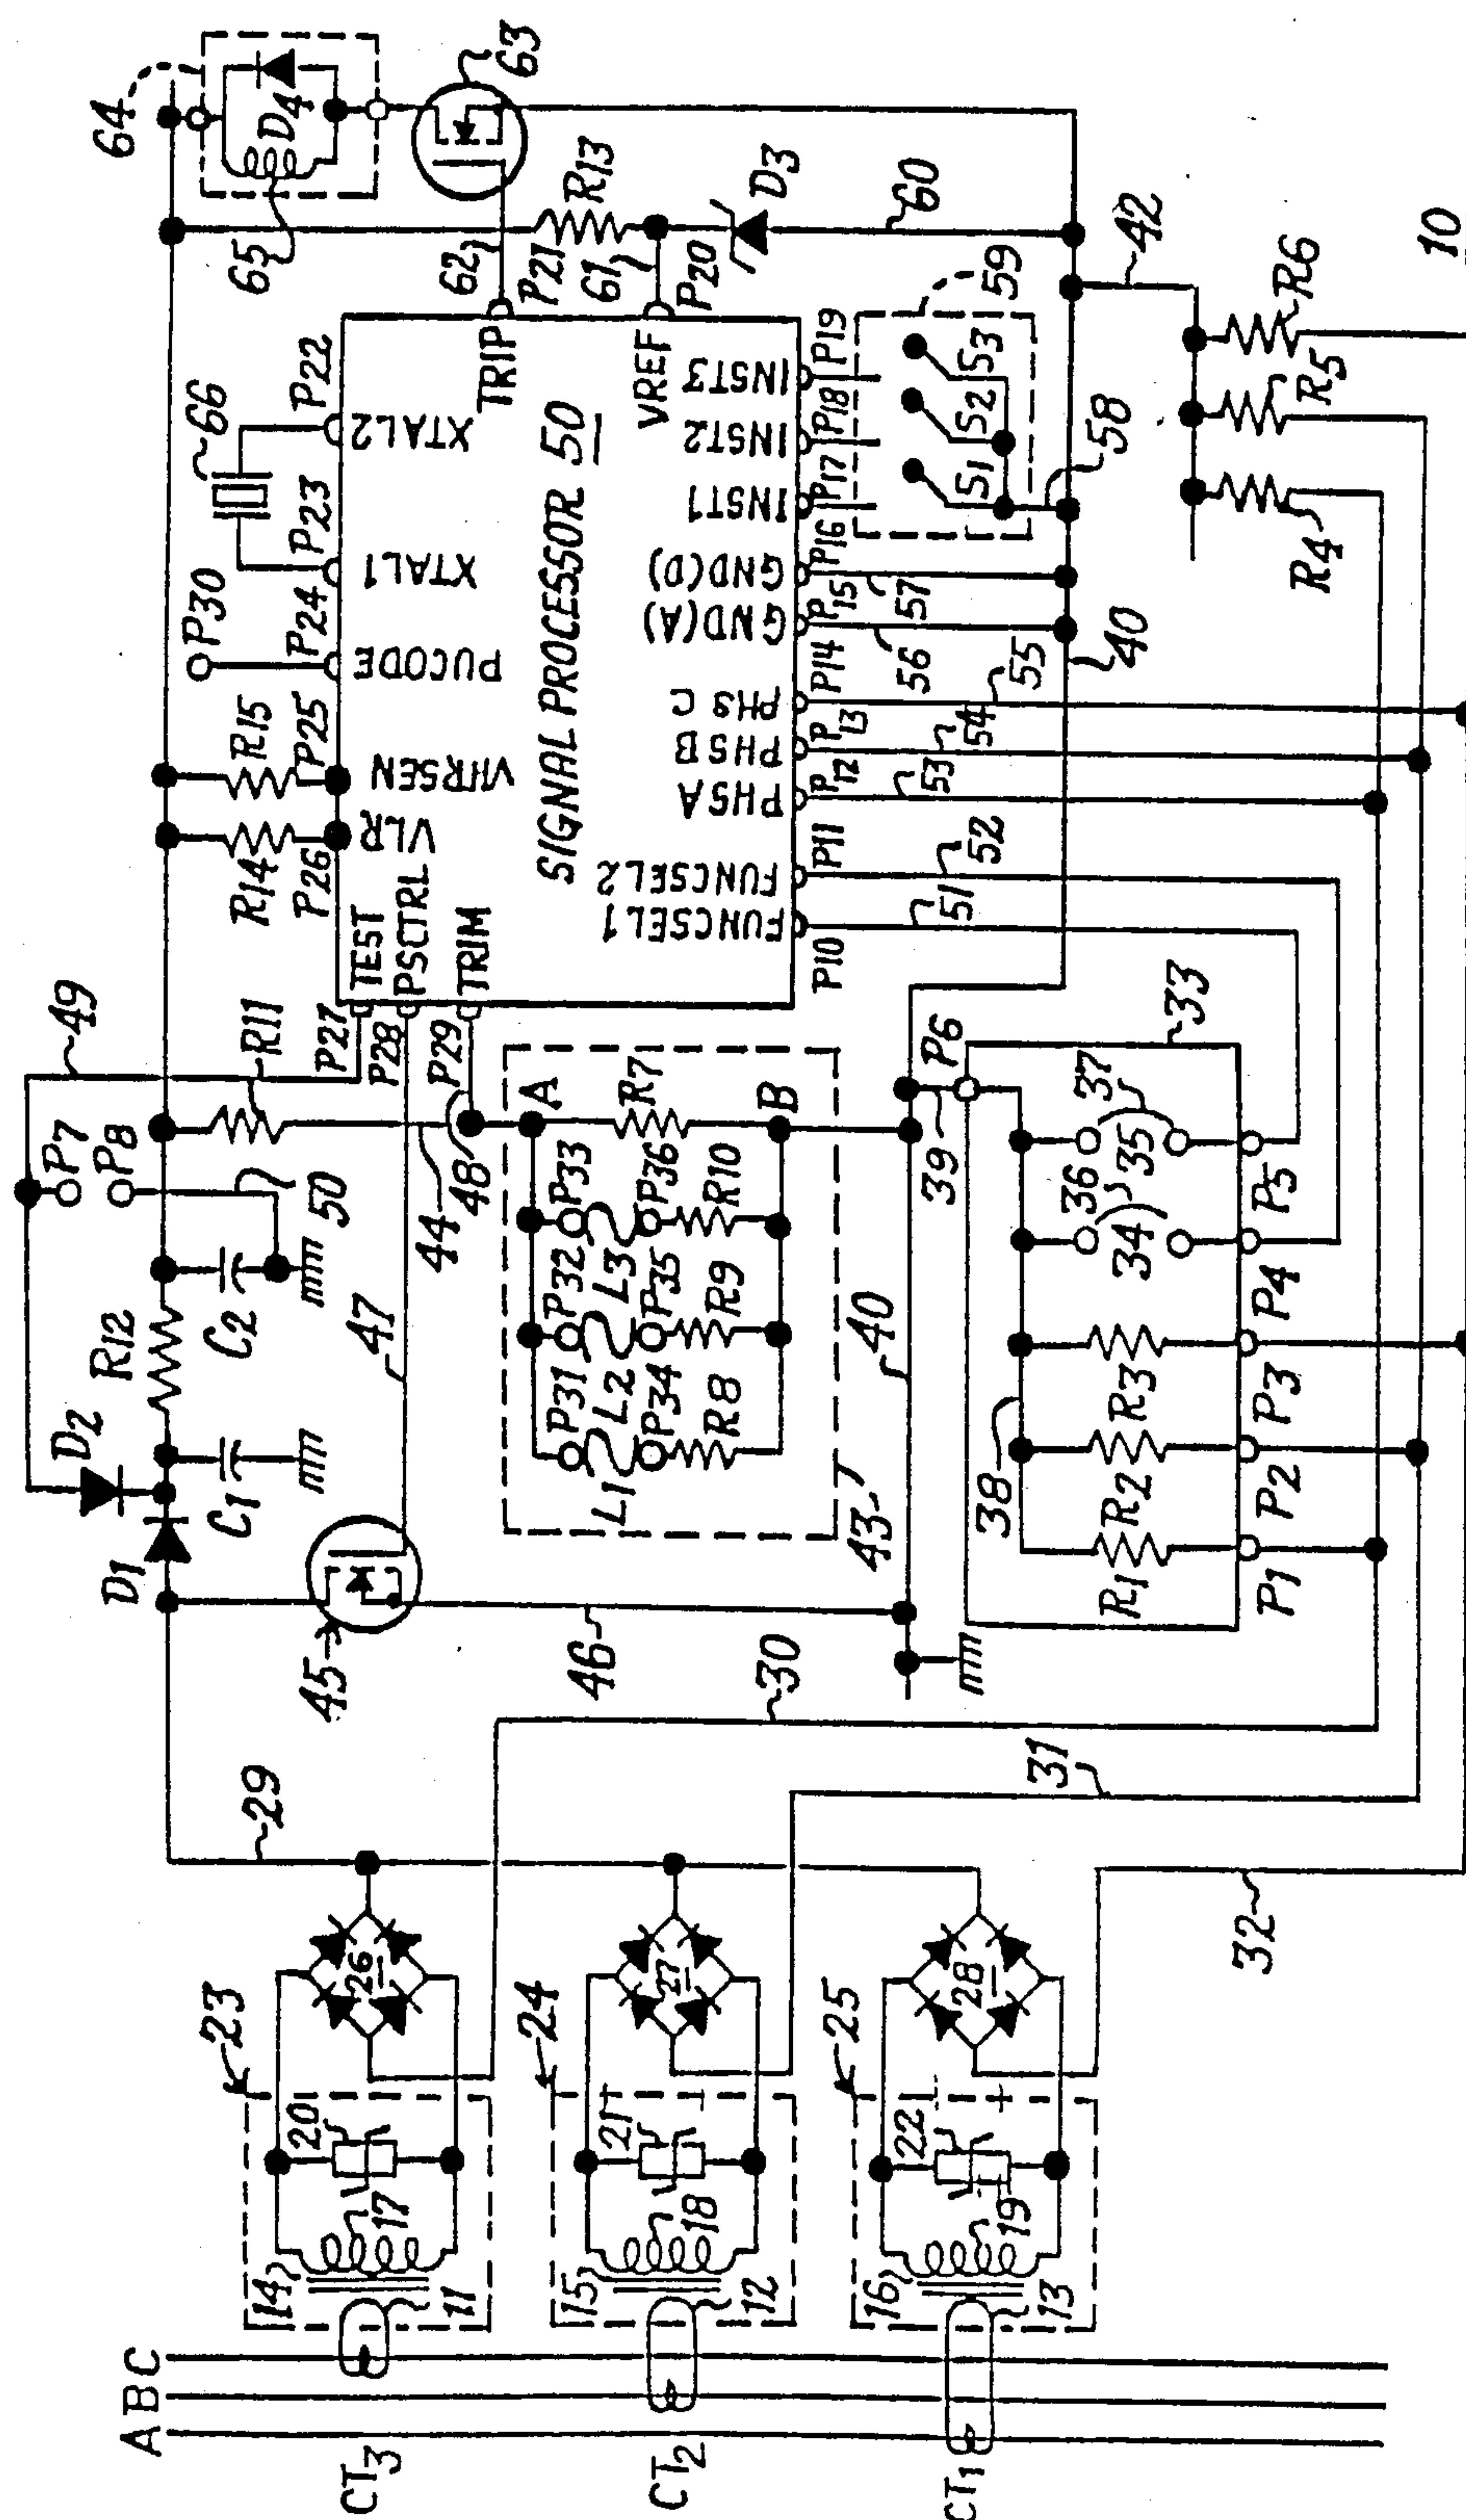 A B C
CT3
CT2
CT1
14
17
11
20
23
26
15
18
12
21
24
27
16
19
13
22
25
28
29
30
31
32
45
46
47
D1
D2
C1
R12
C2
50
P7
P8
49
R11
44
48
P27
P28
P29
TEST
PSCTRL
TRIM
A
B
R7
P31
P32
P33
L1
L2
L3
P34
P35
P36
R8
R9
R10
43
40
39
P6
33
38
R1
R2
R3
34
36
35
37
P1
P2
P3
P4
P5
R14
R15
P26
P25
P24
P23
P22
P30
66
VLR
VTIRSEN
PUCODE
XTAL1
XTAL2
SIGNAL PROCESSOR 50
TRIP
VREF
FUNCSEL1
FUNCSEL2
PHSA
PHSB
PHS C
GND(A)
GND(D)
INST1
INST2
INST3
P10
P11
P12
P13
P14
P15
P16
P17
P18
P19
51
52
53
54
55
56
57
40
58
S1
S2
S3
59
P20
P21
61
62
R13
D3
60
63
64
65
D4
42
R4
R5
R6
10